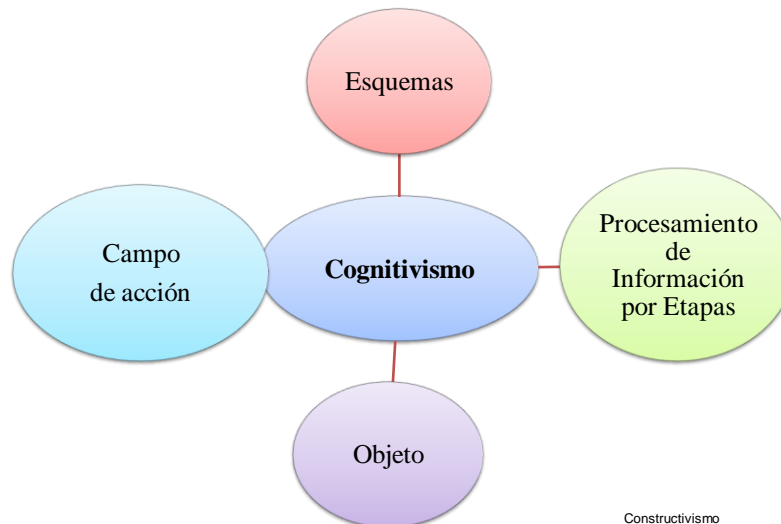 Esquemas
Campo
de acción
Cognitivismo
Procesamiento
de
Información
por Etapas
Objeto
Constructivismo